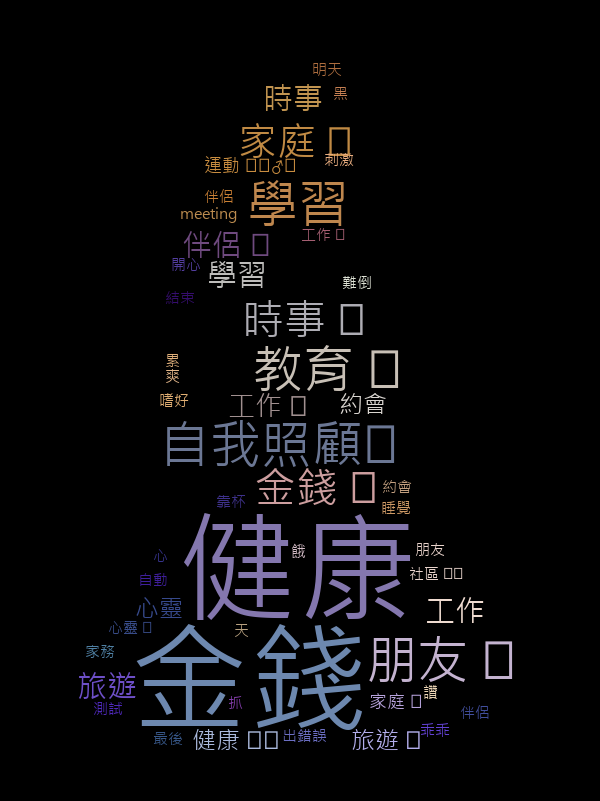 明天
時事
黑
家庭
刺激
運動 ♂
伴侶
學習
meeting
伴侶
工作
開心
學習
難倒
結束
時事
累
爽
教育
嗜好
工作
約會
自我照顧
金錢
約會
靠杯
睡覺
健康
餓
朋友
心
自動
社區
心靈
工作
心靈
天
家務
金錢
朋友
旅遊
家庭
讚
測試
抓
伴侶
最後
健康
出錯誤
旅遊
乖乖